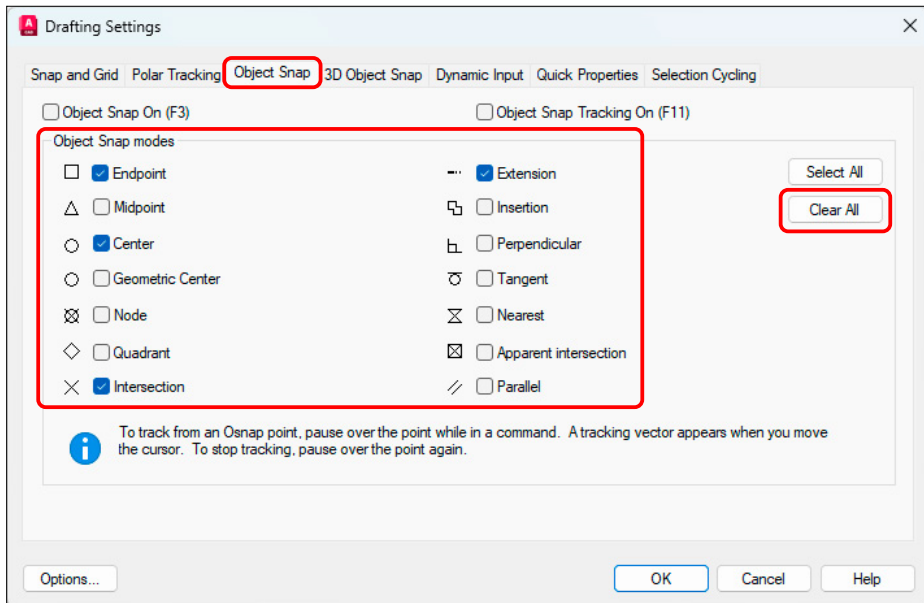 A
CAD
Drafting Settings
Snap and Grid Polar Tracking Object Snap 3D Object Snap Dynamic Input Quick Properties Selection Cycling
Object Snap On (F3) Object Snap Tracking On (F11)
Object Snap modes
Endpoint Extension Select All
Midpoint Insertion Clear All
Center Perpendicular
Geometric Center Tangent
Node Nearest
Quadrant Apparent intersection
Intersection Parallel
To track from an Osnap point, pause over the point while in a command. A tracking vector appears when you move
the cursor. To stop tracking, pause over the point again.
Options... OK Cancel Help